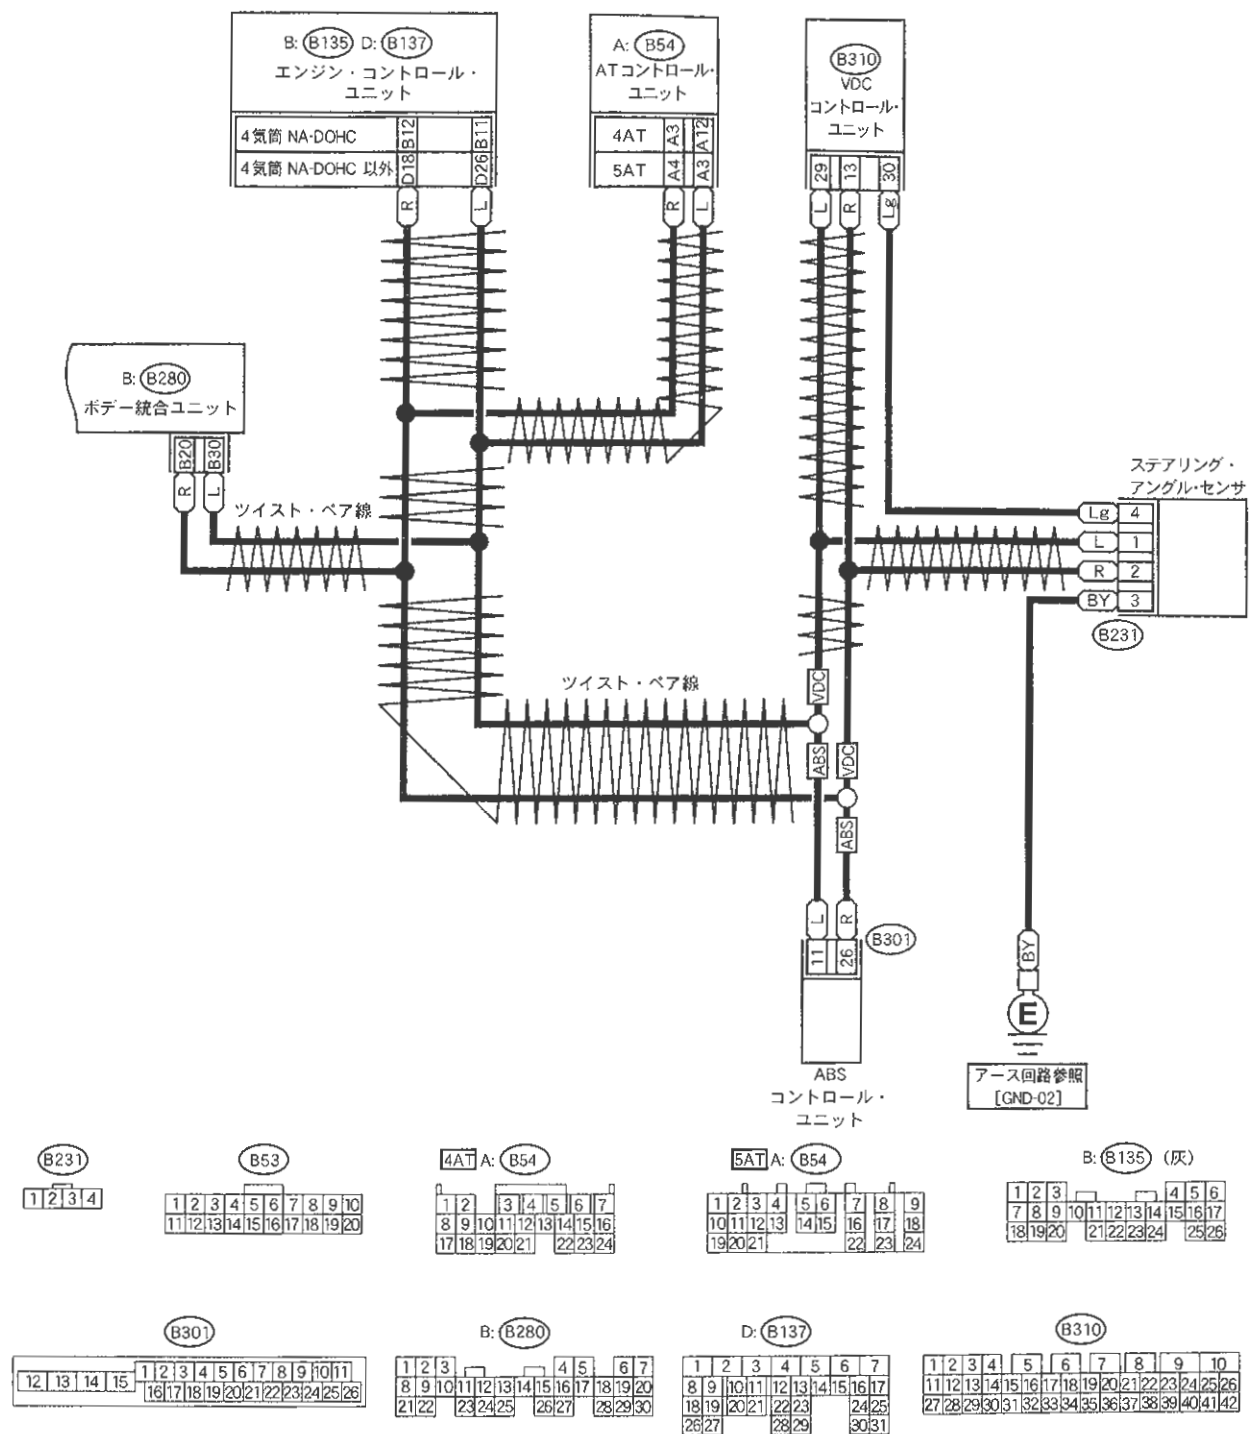 B: B135 D: B137
エンジン・コントロール・
ユニット
4気筒 NA-DOHC B12 B11
4気筒 NA-DOHC 以外 D18 D26
R L
A: B54
ATコントロール・
ユニット
4AT A3 A12
5AT A4 A3
R L
B310
VDC
コントロール・
ユニット
29 13 30
L R Lg
B: B280
ボデー統合ユニット
B20 B30
R L
ツイスト・ペア線
ステアリング・
アングル・センサ
Lg 4
L 1
R 2
BY 3
B231
ツイスト・ペア線
VDC
ABS VDC
ABS
L R
B301
11 26
ABS
コントロール・
ユニット
BY
E
アース回路参照
[GND-02]
B231
1 2 3 4
B53
1 2 3 4 5 6 7 8 9 10
11 12 13 14 15 16 17 18 19 20
4AT A: B54
1 2 3 4 5 6 7
8 9 10 11 12 13 14 15 16
17 18 19 20 21 22 23 24
5AT A: B54
1 2 3 4 5 6 7 8 9
10 11 12 13 14 15 16 17 18
19 20 21 22 23 24
B: B135 (灰)
1 2 3 4 5 6
7 8 9 10 11 12 13 14 15 16 17
18 19 20 21 22 23 24 25 26
B301
1 2 3 4 5 6 7 8 9 10 11
12 13 14 15
16 17 18 19 20 21 22 23 24 25 26
B: B280
1 2 3 4 5 6 7
8 9 10 11 12 13 14 15 16 17 18 19 20
21 22 23 24 25 26 27 28 29 30
D: B137
1 2 3 4 5 6 7
8 9 10 11 12 13 14 15 16 17
18 19 20 21 22 23 24 25
26 27 28 29 30 31
B310
1 2 3 4 5 6 7 8 9 10
11 12 13 14 15 16 17 18 19 20 21 22 23 24 25 26
27 28 29 30 31 32 33 34 35 36 37 38 39 40 41 42